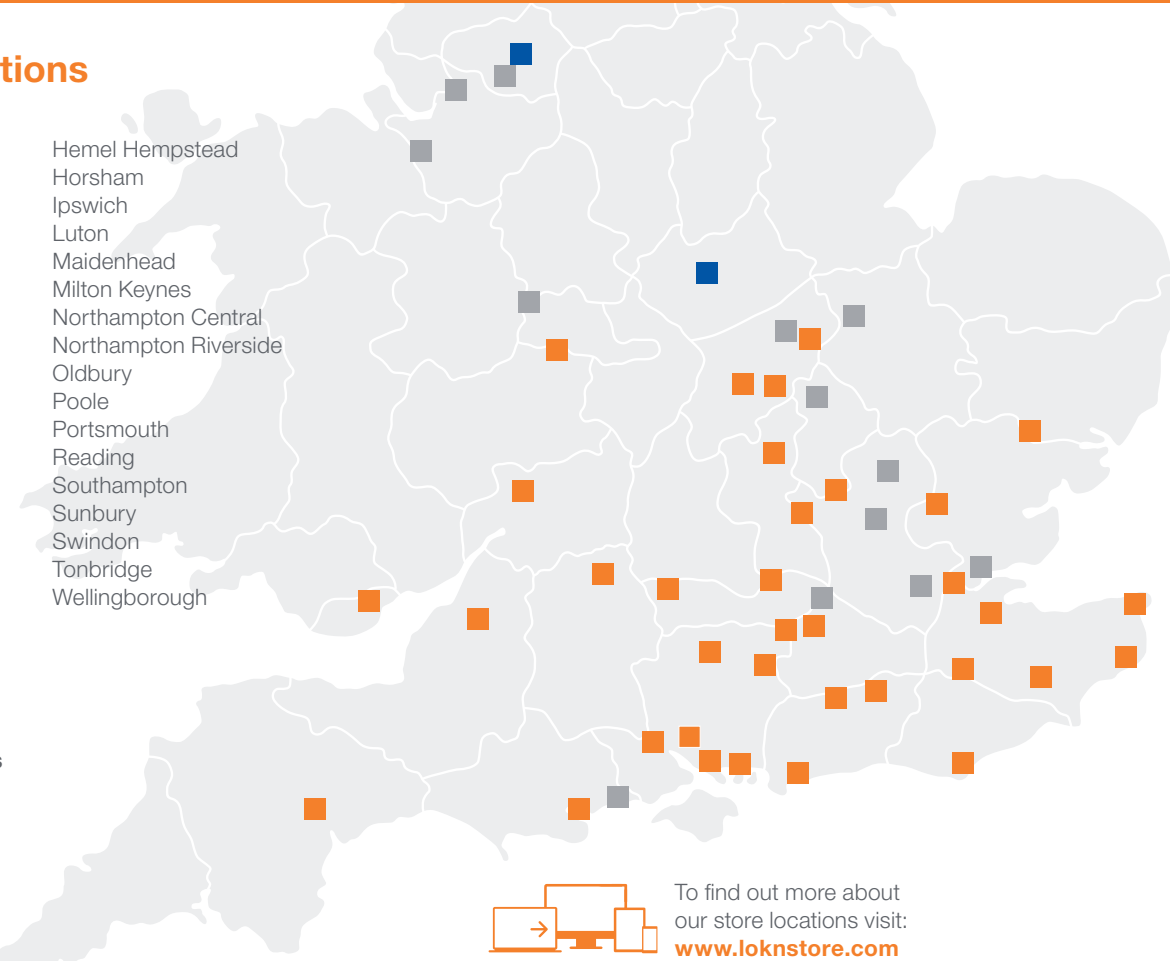 tions
Hemel Hempstead
Horsham
Ipswich
Luton
Maidenhead
Milton Keynes
Northampton Central
Northampton Riverside
Oldbury
Poole
Portsmouth
Reading
Southampton
Sunbury
Swindon
Tonbridge
Wellingborough
s
To find out more about
our store locations visit:
www.loknstore.com